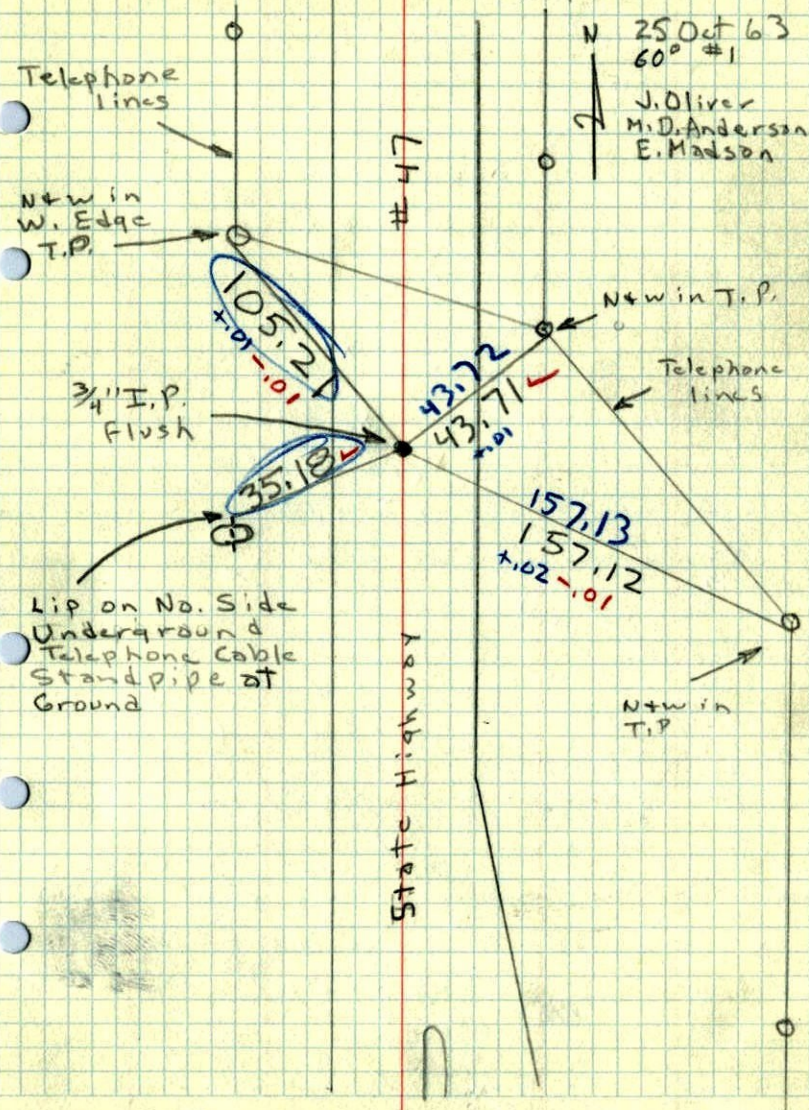 N
25 Oct 63
60° #1
J. Oliver
M.D. Anderson
E. Madson
Telephone
lines
# 47
N+W in
W. Edge
T.P.
N+W in T.P.
105.21
+.01 -.01
43.72
43.71 ✓
+.01
Telephone
lines
3/4" I.P.
Flush
35.18 ✓
157.13
157.12
+.02 -.01
Lip on No. Side
Underground
Telephone Cable
Standpipe at
Ground
N+W in
T.P
State Highway